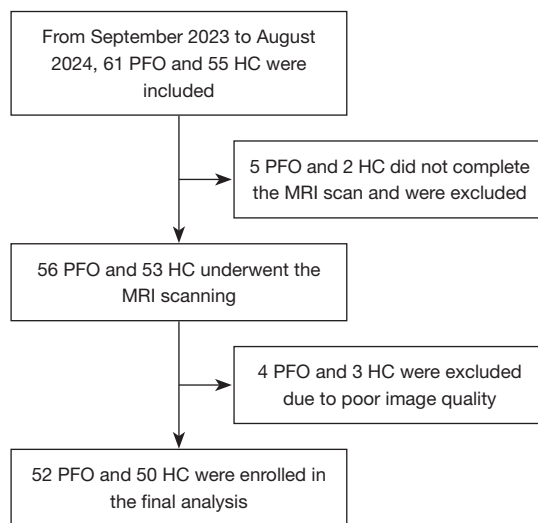 From September 2023 to August
2024, 61 PFO and 55 HC were
included
5 PFO and 2 HC did not complete
the MRI scan and were excluded
56 PFO and 53 HC underwent the
MRI scanning
4 PFO and 3 HC were excluded
due to poor image quality
52 PFO and 50 HC were enrolled in
the final analysis